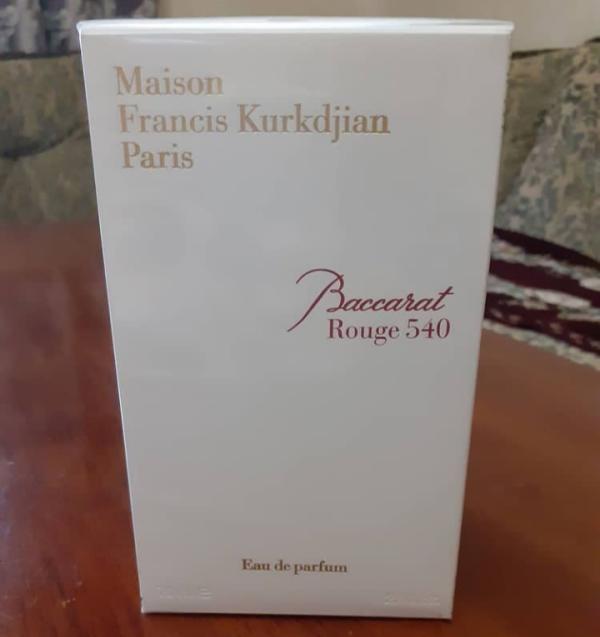 Maison
Francis Kurkdjian
Paris
Baccarat
Rouge 540
Eau de parfum